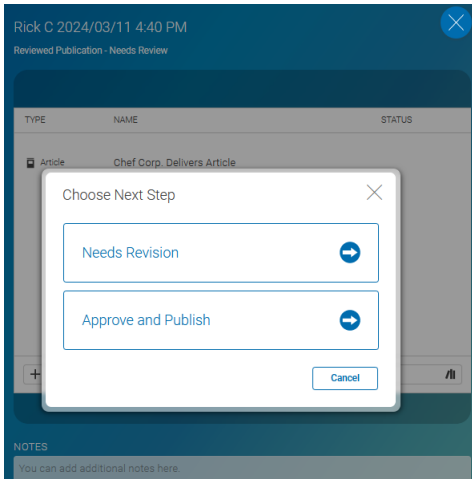 Rick C 2024/03/11 4:40 PM
Reviewed Publication - Needs Review
TYPE NAME STATUS
Article Chef Corp. Delivers Article
Choose Next Step
Needs Revision
Approve and Publish
Cancel
NOTES
You can add additional notes here.